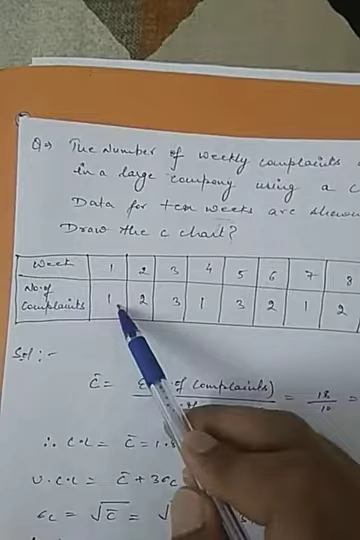 Q⇒ The Number of weekly complaints
in a large company using a c
Data for ten weeks are shown
Draw the c chart?
Week 1 2 3 4 5 6 7 8
No. of complaints 1 2 3 1 3 2 1 2
Sol:-
C̄ = of complaints) = 18/10 =
∴ C.L = C̄ = 1.8
U.C.L = C̄ + 3σc
σc = √C̄ = √